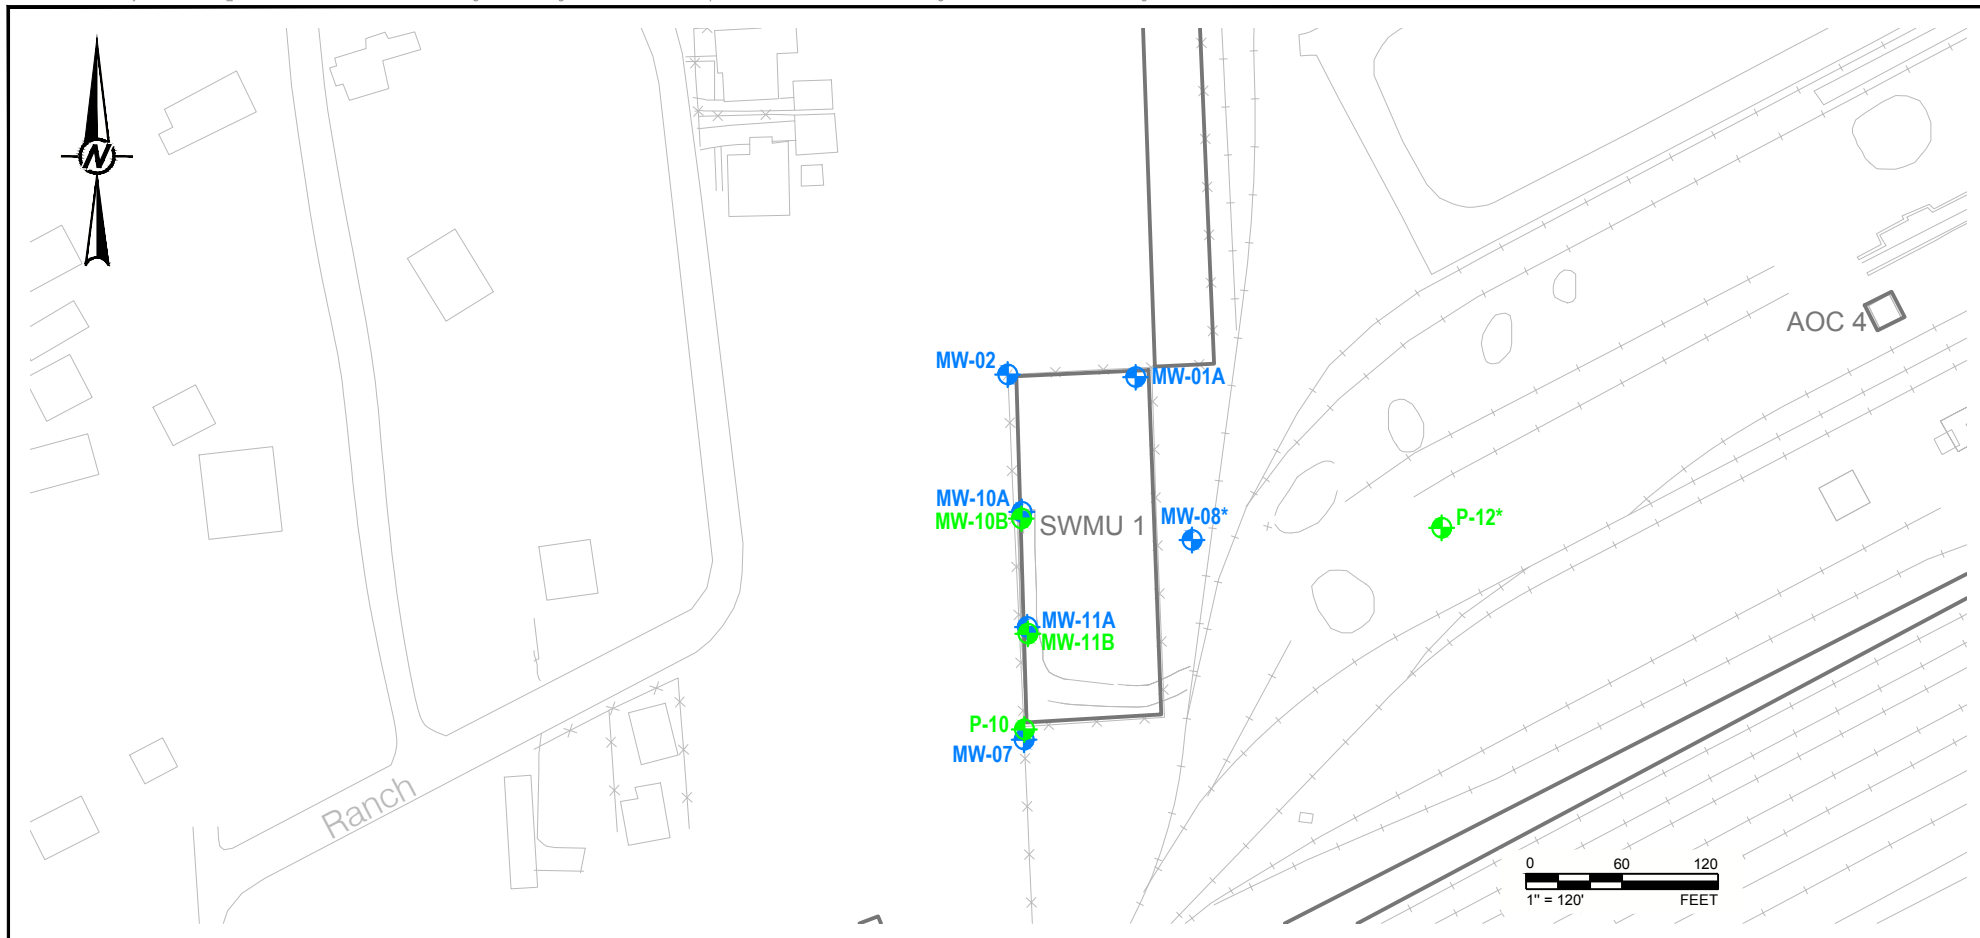 N
MW-02
MW-01A
AOC 4
MW-10A
MW-10B
SWMU 1
MW-08*
P-12*
MW-11A
MW-11B
P-10
MW-07
Ranch
0 60 120
1" = 120' FEET